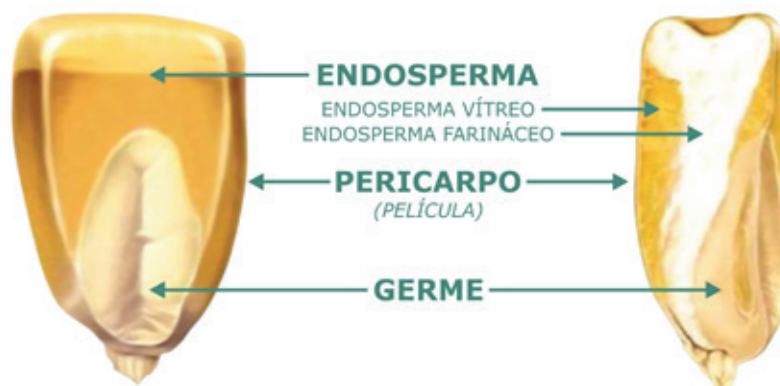 ENDOSPERMA
ENDOSPERMA VÍTREO
ENDOSPERMA FARINÁCEO
PERICARPO
(PELÍCULA)
GERME